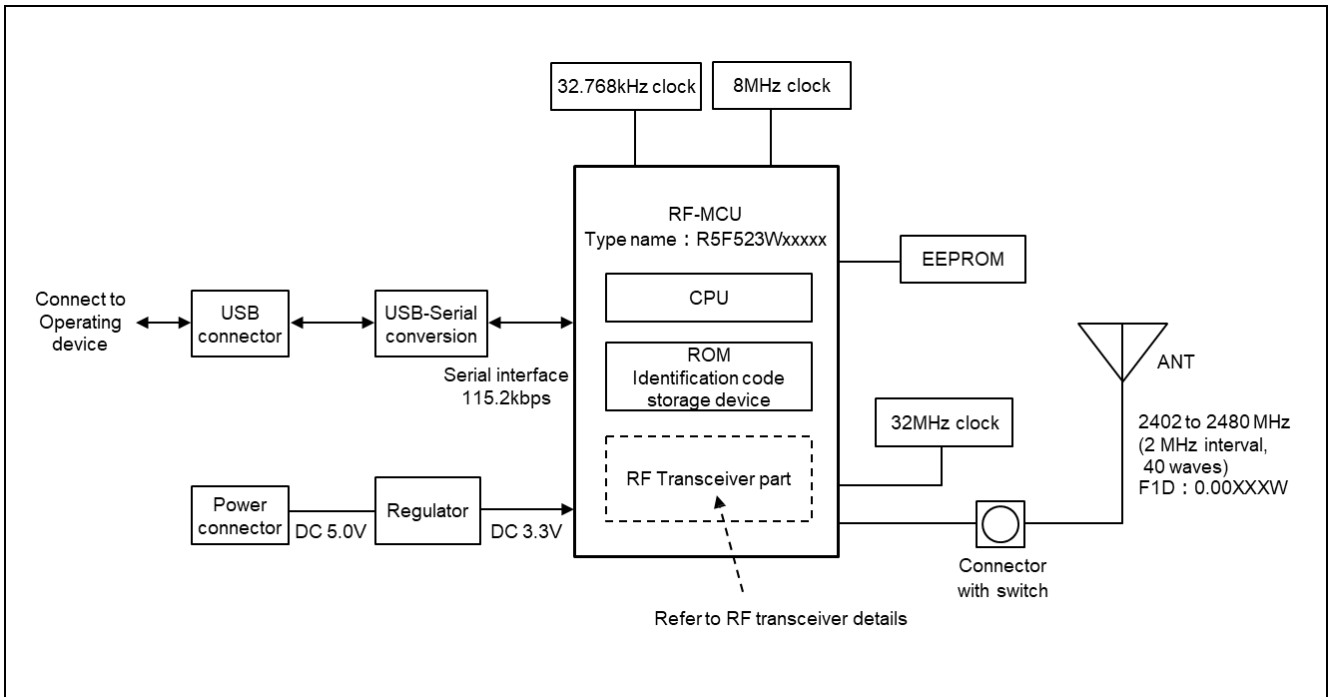 32.768kHz clock
8MHz clock
RF-MCU
Type name：R5F523Wxxxxx
CPU
ROM
Identification code
storage device
RF Transceiver part
EEPROM
Connect to
Operating
device
USB
connector
USB-Serial
conversion
Serial interface
115.2kbps
Power
connector
DC 5.0V
Regulator
DC 3.3V
32MHz clock
ANT
2402 to 2480 MHz
(2 MHz interval,
40 waves)
F1D：0.00XXXW
Connector
with switch
Refer to RF transceiver details